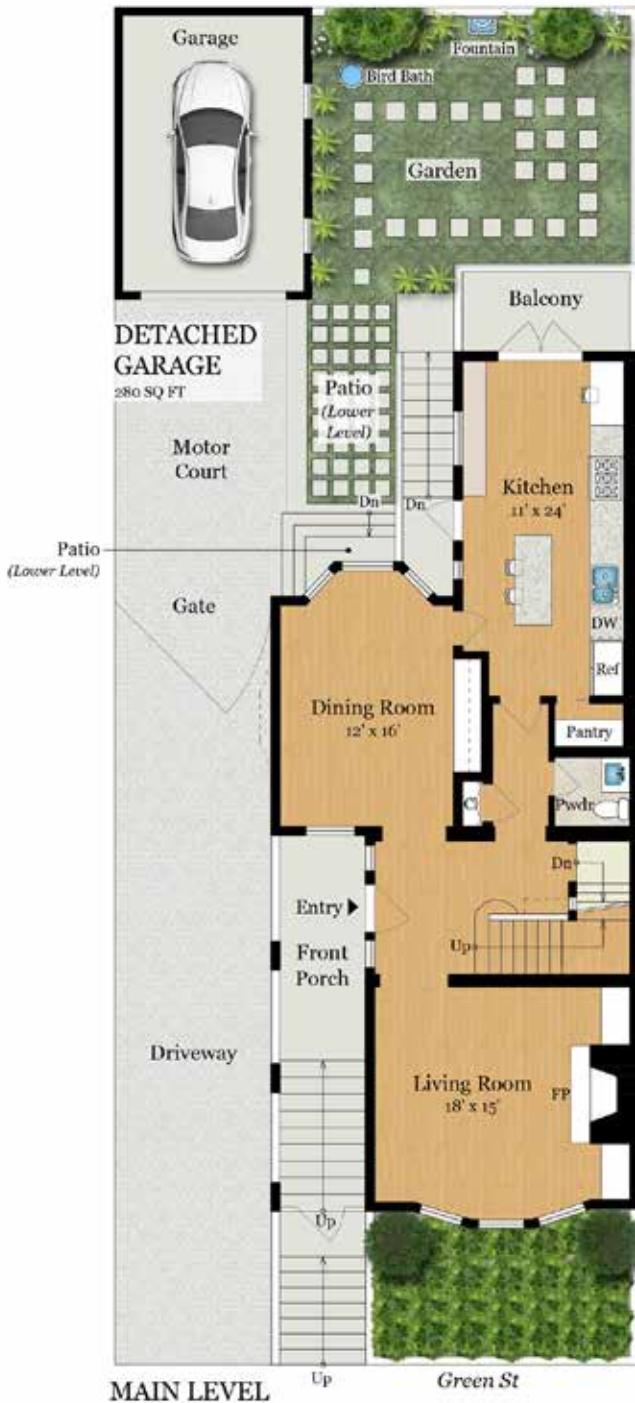 Garage
Fountain
Bird Bath
Garden
Balcony
DETACHED
GARAGE
280 SQ FT
Patio
(Lower
Level)
Motor
Court
Kitchen
11' x 24'
Dn
Dn
Patio
(Lower Level)
Gate
DW
Ref
Dining Room
12' x 16'
Pantry
Cl
Pwdr
Dn
Entry
Up
Front
Porch
Driveway
Living Room
18' x 15'
FP
Up
Up
Green St
MAIN LEVEL